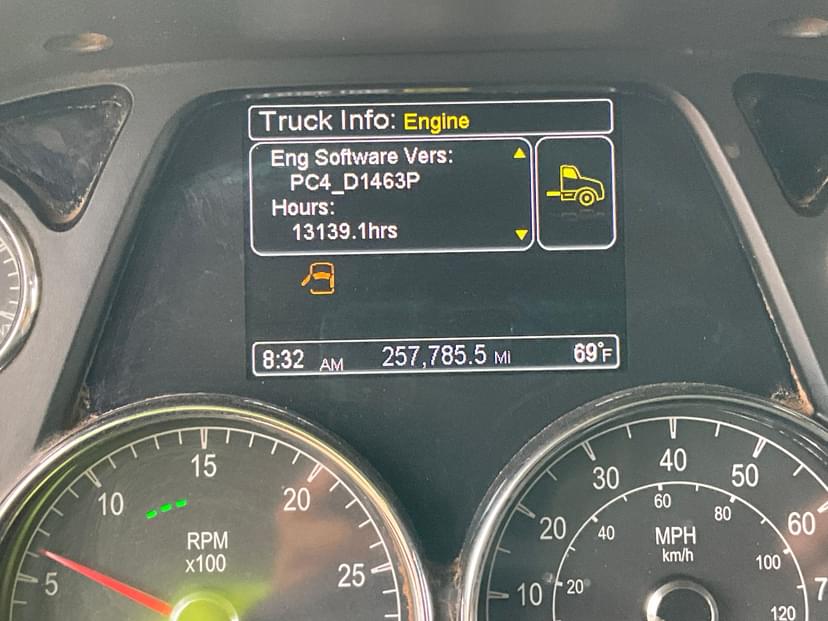 Truck Info: Engine
Eng Software Vers:
PC4_D1463P
Hours:
13139.1hrs
8:32 AM 257,785.5 Mi 69°F
5
10
15
20
25
RPM
x100
10
20
30
40
50
60
7
20
40
60
80
100
120
MPH
km/h